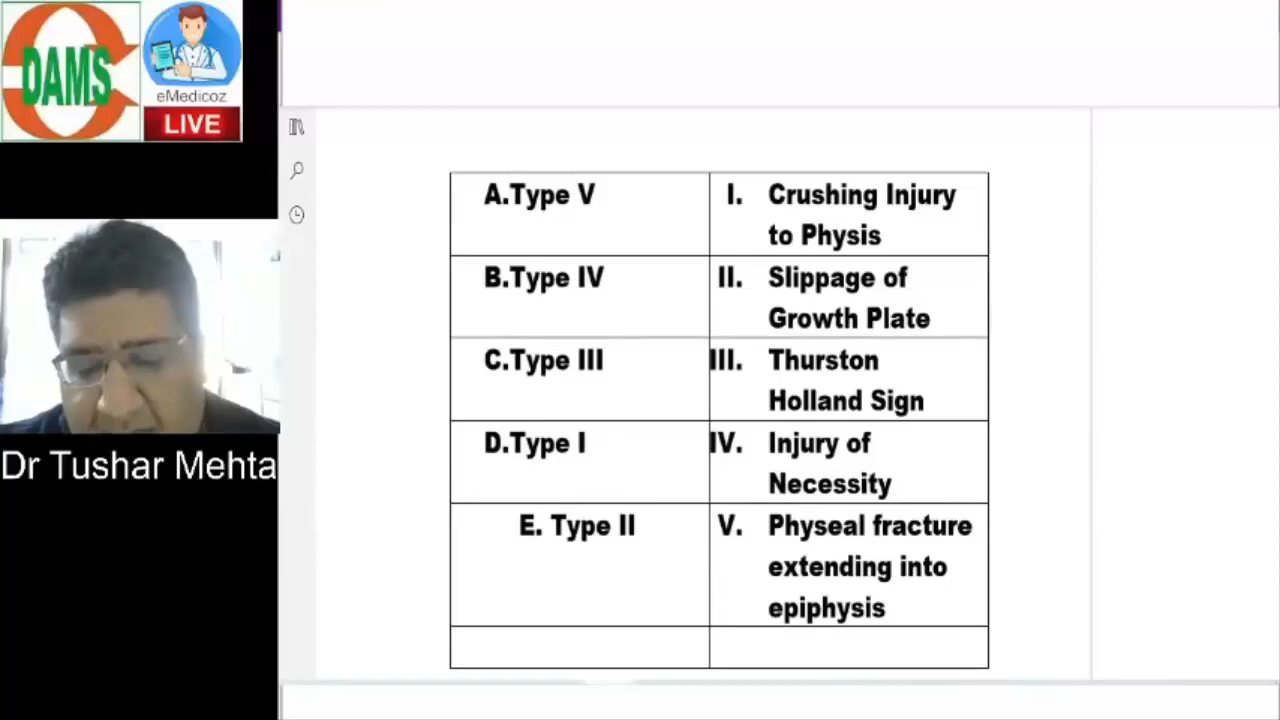 DAMS
eMedicoz
LIVE
Dr Tushar Mehta
A.Type V
I. Crushing Injury
to Physis
B.Type IV
II. Slippage of
Growth Plate
C.Type III
III. Thurston
Holland Sign
D.Type I
IV. Injury of
Necessity
E. Type II
V. Physeal fracture
extending into
epiphysis